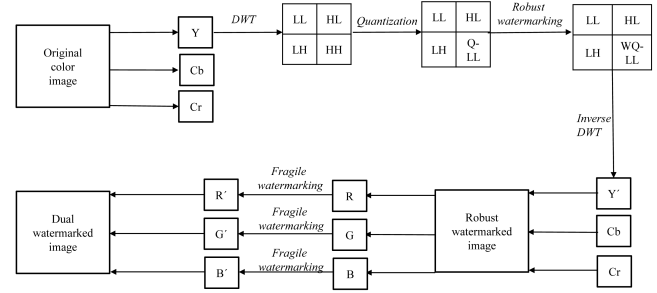 Original
color
image
Y
Cb
Cr
DWT
LL HL
LH HH
Quantization
LL HL
LH Q-
LL
Robust
watermarking
LL HL
LH WQ-
LL
Inverse
DWT
Y´
Cb
Cr
Robust
watermarked
image
R
G
B
Fragile
watermarking
Fragile
watermarking
Fragile
watermarking
R´
G´
B´
Dual
watermarked
image